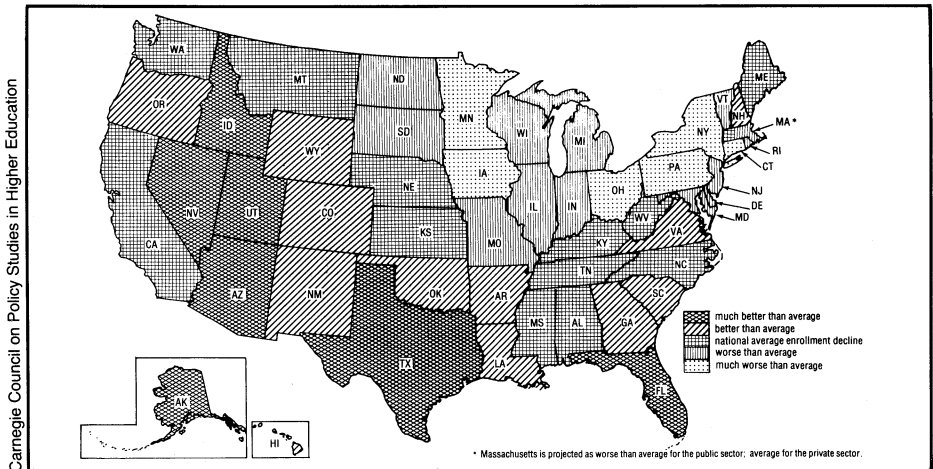 Carnegie Council on Policy Studies in Higher Education
WA
MT
ND
MN
ME
VT
NH
OR
ID
SD
WI
MI
NY
MA *
RI
CT
WY
IA
PA
NJ
NE
OH
DE
NV
UT
CO
IL
IN
WV
MD
CA
KS
MO
KY
VA
AZ
NM
OK
AR
TN
NC
SC
MS
AL
GA
TX
LA
FL
AK
HI
much better than average
better than average
national average enrollment decline
worse than average
much worse than average
* Massachusetts is projected as worse than average for the public sector; average for the private sector.